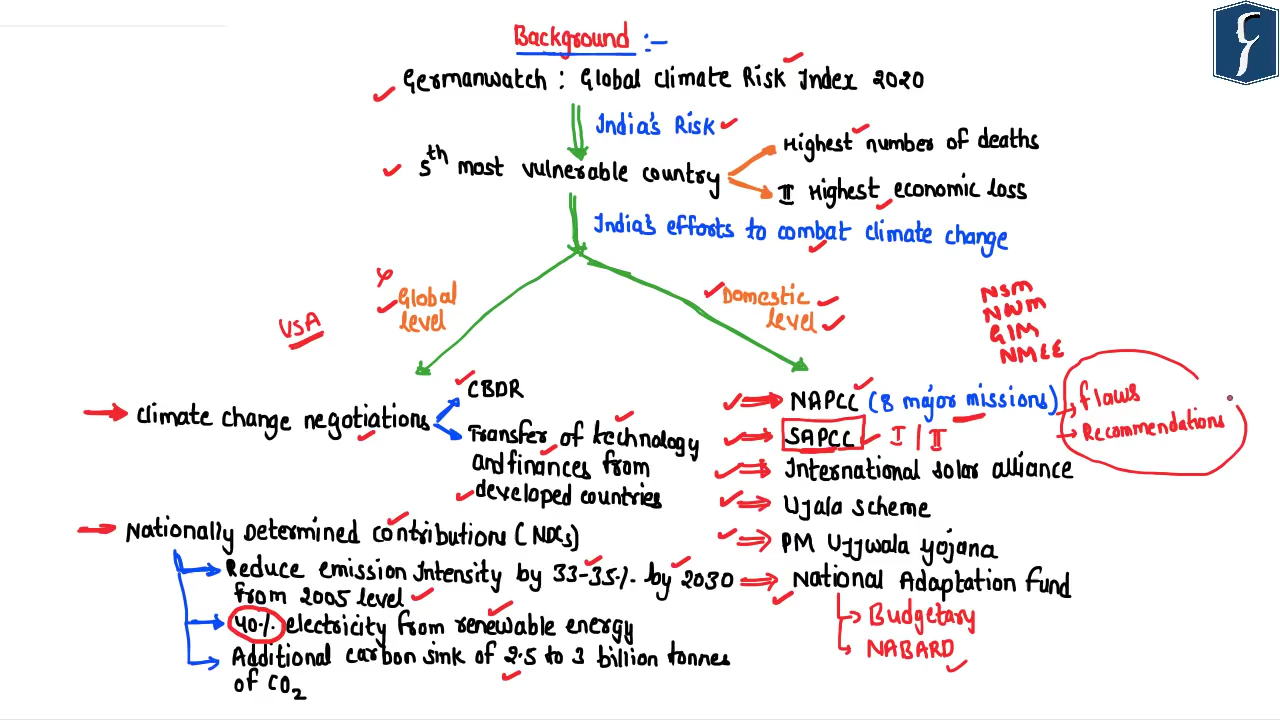 Background :-
Germanwatch : Global climate Risk Index 2020
India's Risk
5th most vulnerable country
Highest number of deaths
II Highest economic loss
India's efforts to combat climate change
Global
level
Domestic
level
USA
NSM
NWM
GIM
NMEE
climate change negotiations
CBDR
Transfer of technology
and finances from
developed countries
Nationally Determined contributions (NDCs)
Reduce emission Intensity by 33-35% by 2030
from 2005 level
40% electricity from renewable energy
Additional carbon sink of 2.5 to 3 billion tonnes
of CO2
NAPCC (8 major missions)
flaws
Recommendations
SAPCC I / II
International solar alliance
Ujala scheme
PM Ujjwala yojana
National Adaptation fund
Budgetary
NABARD